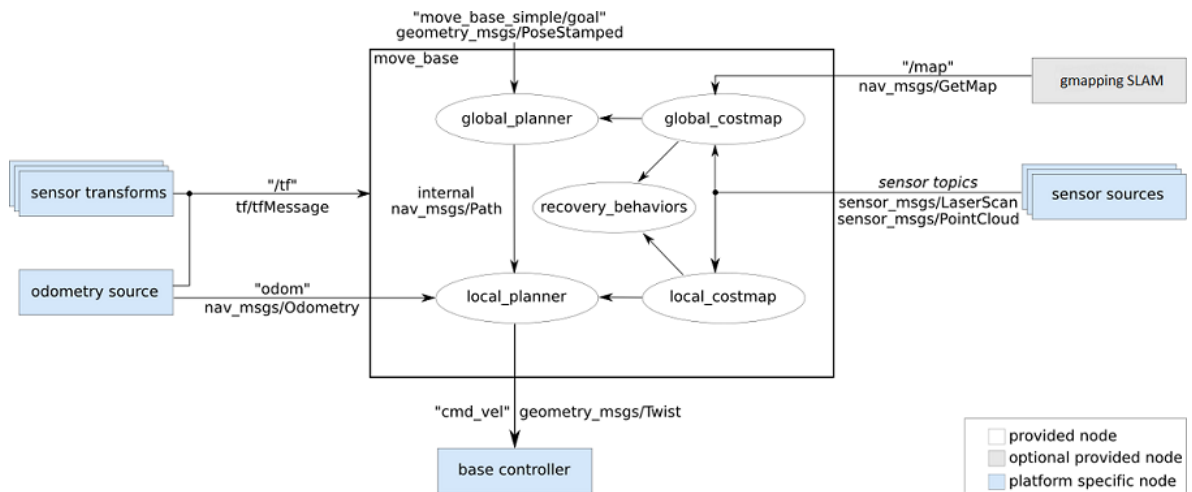 "move_base_simple/goal"
geometry_msgs/PoseStamped
move_base
"/map"
nav_msgs/GetMap
gmapping SLAM
global_planner
global_costmap
sensor transforms
"/tf"
tf/tfMessage
internal
nav_msgs/Path
recovery_behaviors
sensor topics
sensor_msgs/LaserScan
sensor_msgs/PointCloud
sensor sources
odometry source
"odom"
nav_msgs/Odometry
local_planner
local_costmap
"cmd_vel" geometry_msgs/Twist
base controller
provided node
optional provided node
platform specific node